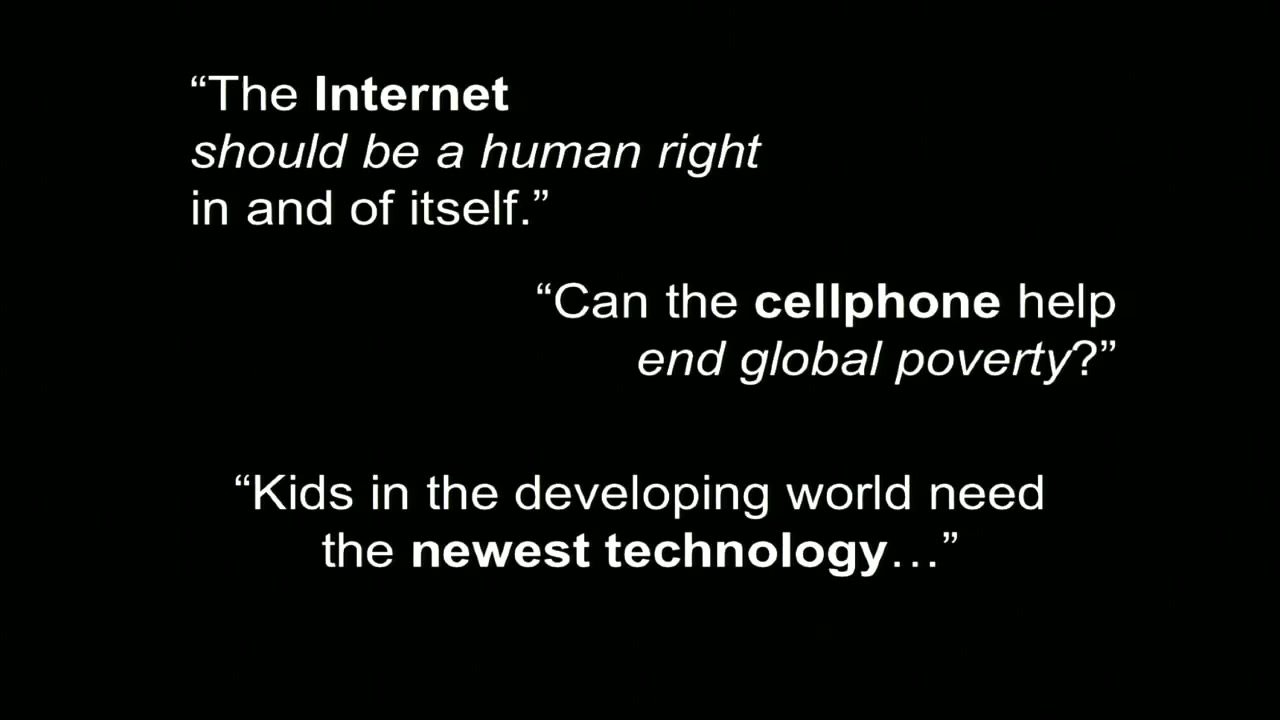 “The Internet
should be a human right
in and of itself.”
“Can the cellphone help
end global poverty?”
“Kids in the developing world need
the newest technology…”